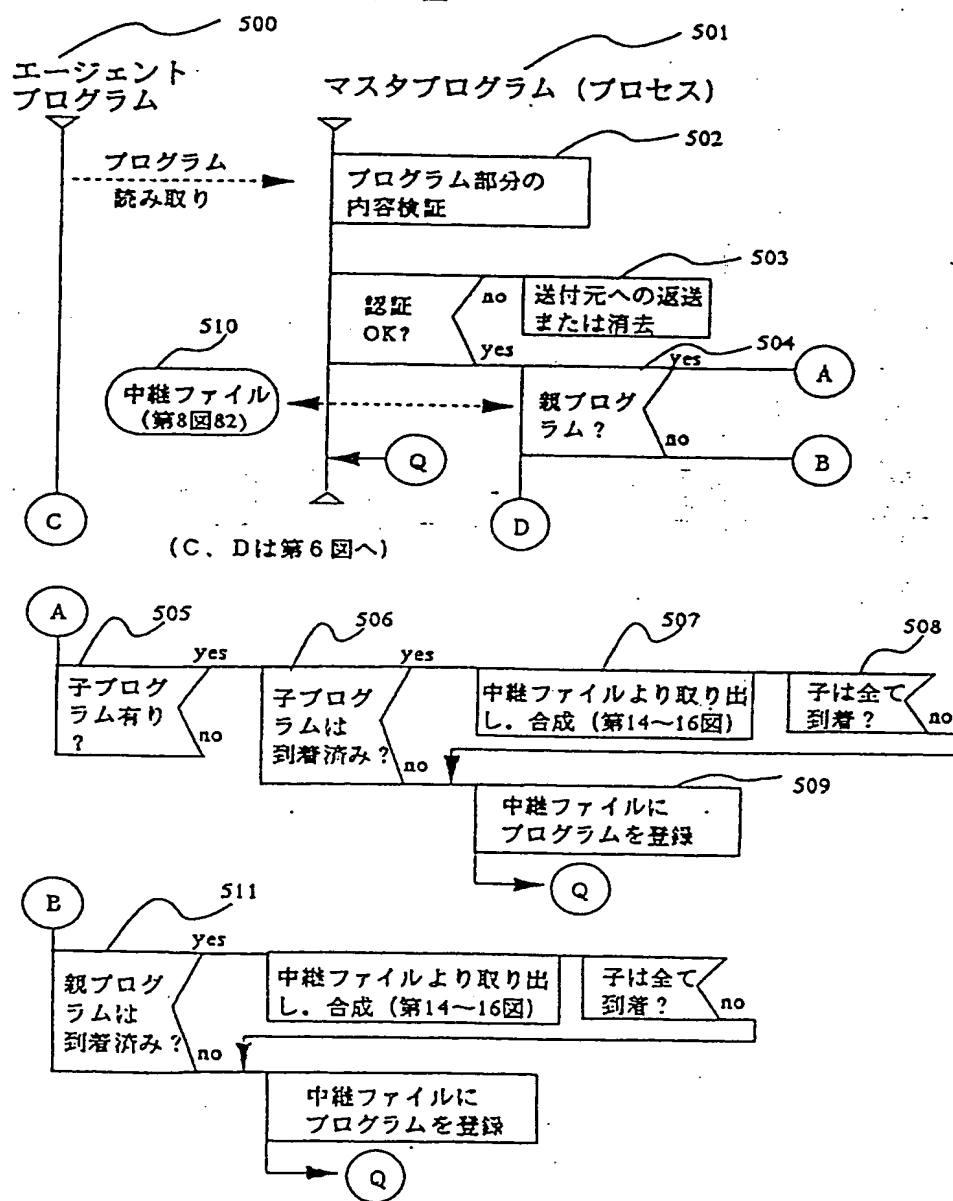 500
501
エージェント
プログラム
マスタプログラム (プロセス)
502
プログラム
読み取り
プログラム部分の
内容検証
503
認証
OK?
no
yes
送付元への返送
または消去
510
504
中継ファイル
(第8図82)
親プログ
ラム?
yes
no
A
B
Q
C
D
(C、Dは第6図へ)
A
505
506
507
508
子プログ
ラム有り
?
yes
no
子プログ
ラムは
到着済み?
yes
no
中継ファイルより取り出
し．合成 (第14〜16図)
子は全て
到着?
no
509
中継ファイルに
プログラムを登録
Q
B
511
親プログ
ラムは
到着済み?
yes
no
中継ファイルより取り出
し．合成 (第14〜16図)
子は全て
到着?
no
中継ファイルに
プログラムを登録
Q